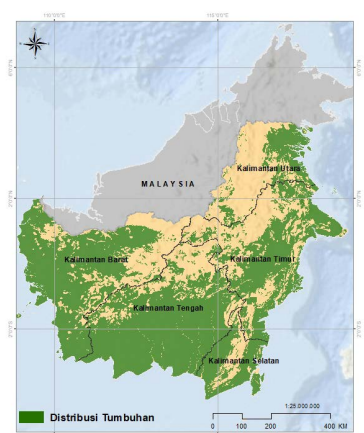 MALAYSIA
Kalimantan Utara
Kalimantan Barat
Kalimantan Timur
Kalimantan Tengah
Kalimantan Selatan
Distribusi Tumbuhan
1:25.000.000
0 100 200 400 KM